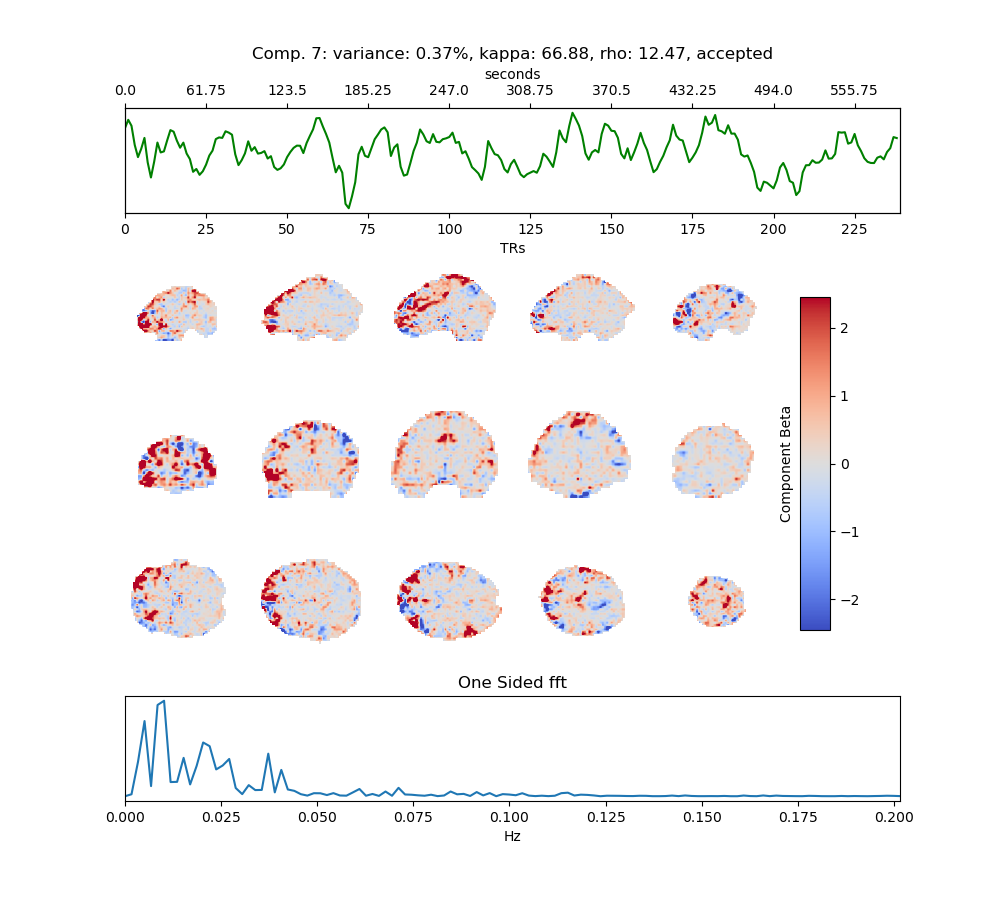 Comp. 7: variance: 0.37%, kappa: 66.88, rho: 12.47, accepted
seconds
0.0 61.75 123.5 185.25 247.0 308.75 370.5 432.25 494.0 555.75
0 25 50 75 100 125 150 175 200 225
TRs
2
1
0
−1
−2
Component Beta
One Sided fft
0.000 0.025 0.050 0.075 0.100 0.125 0.150 0.175 0.200
Hz